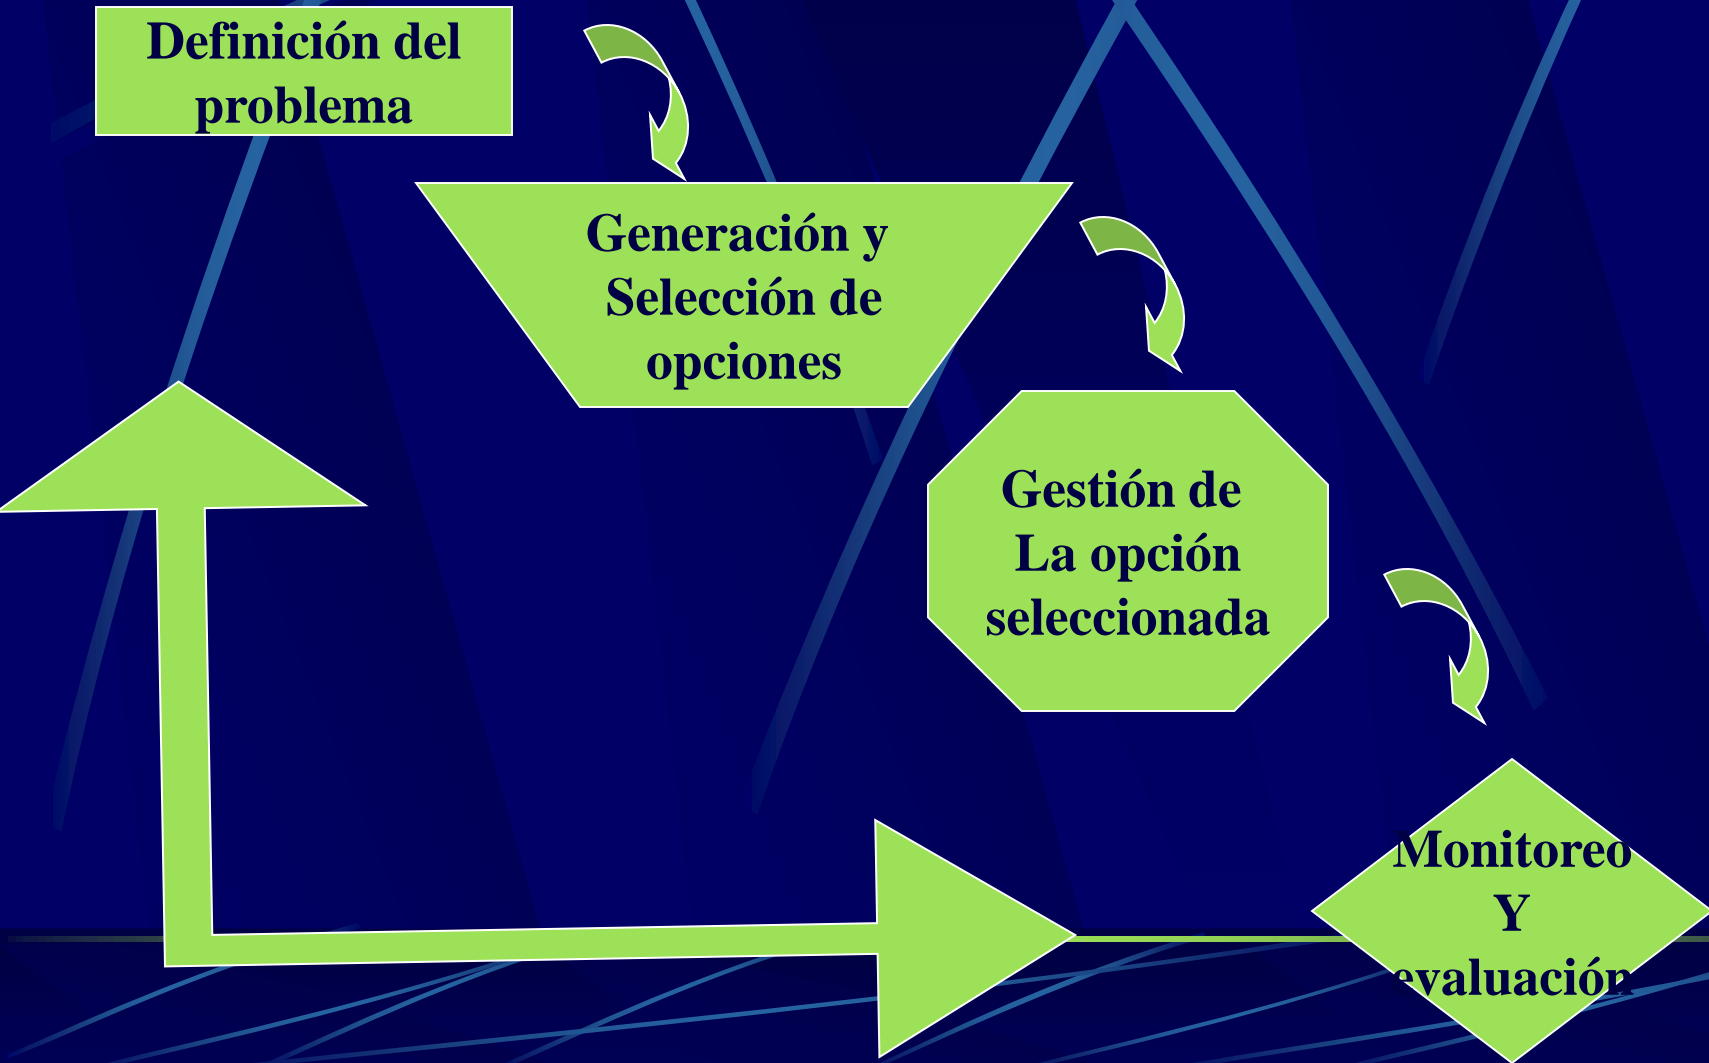 Definición del
problema
Generación y
Selección de
opciones
Gestión de
La opción
seleccionada
Monitoreo
Y
evaluación